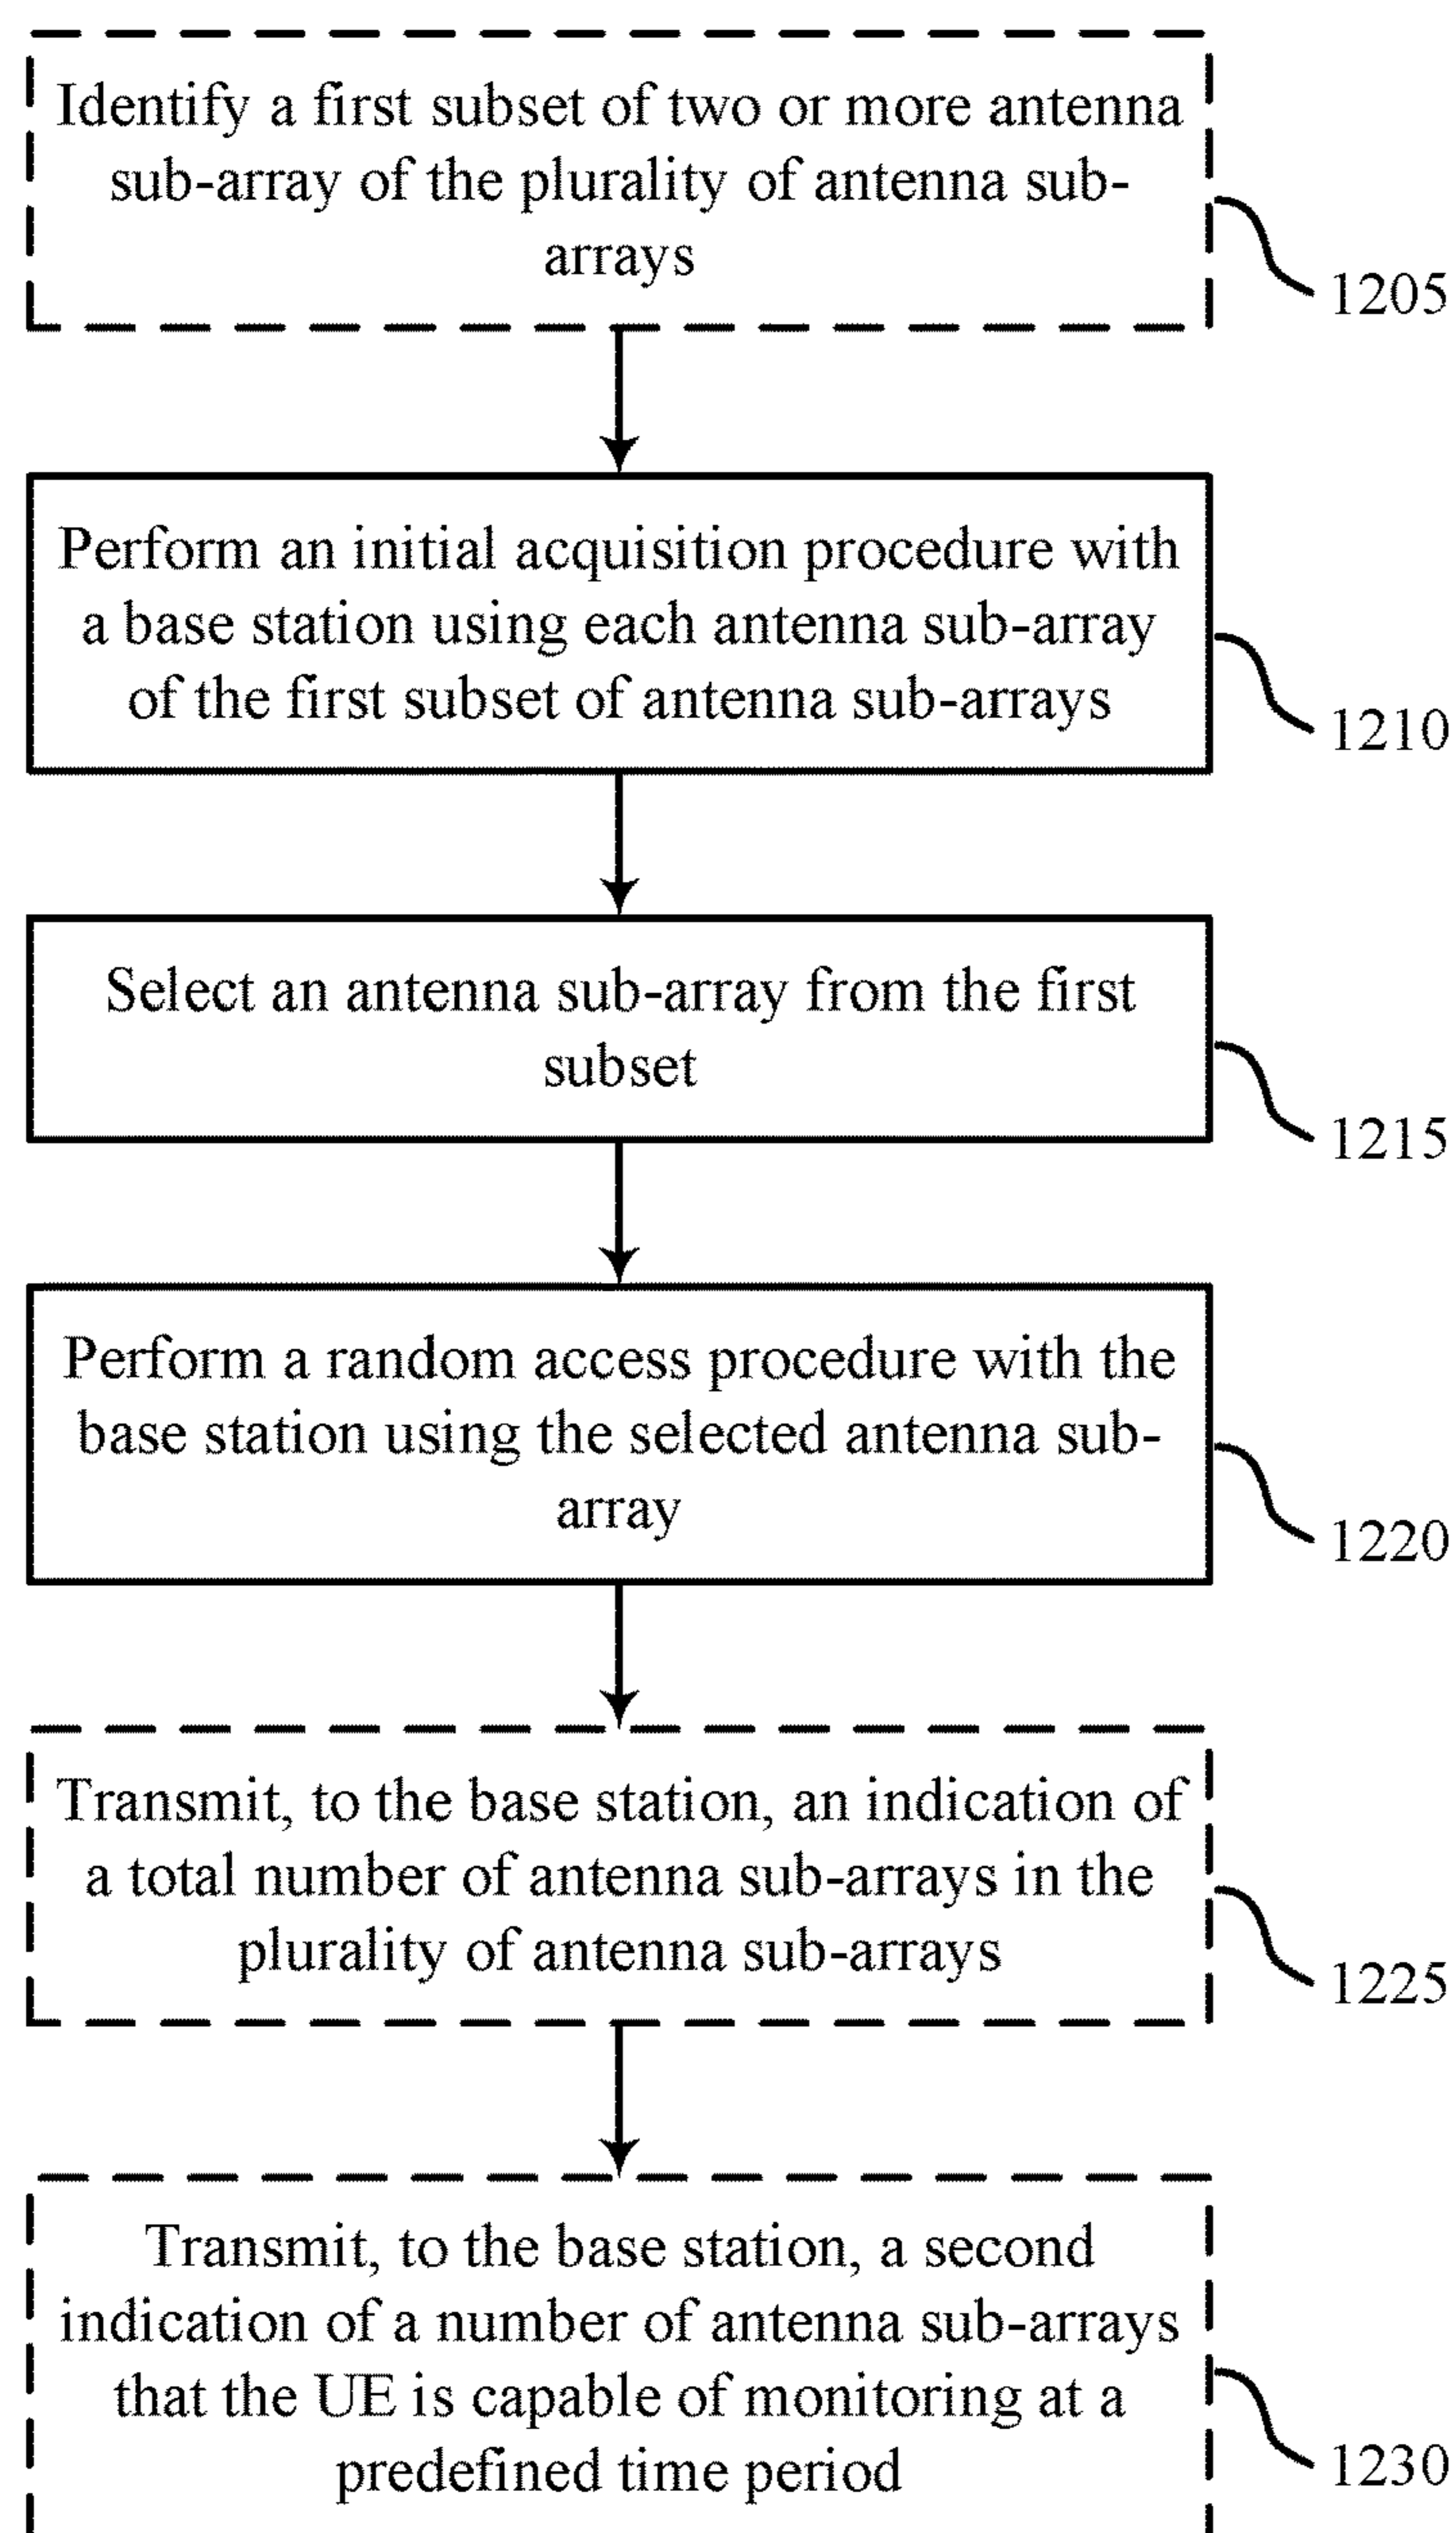 Identify a first subset of two or more antenna
sub-array of the plurality of antenna sub-
arrays
1205
Perform an initial acquisition procedure with
a base station using each antenna sub-array
of the first subset of antenna sub-arrays
1210
Select an antenna sub-array from the first
subset
1215
Perform a random access procedure with the
base station using the selected antenna sub-
array
1220
Transmit, to the base station, an indication of
a total number of antenna sub-arrays in the
plurality of antenna sub-arrays
1225
Transmit, to the base station, a second
indication of a number of antenna sub-arrays
that the UE is capable of monitoring at a
predefined time period
1230